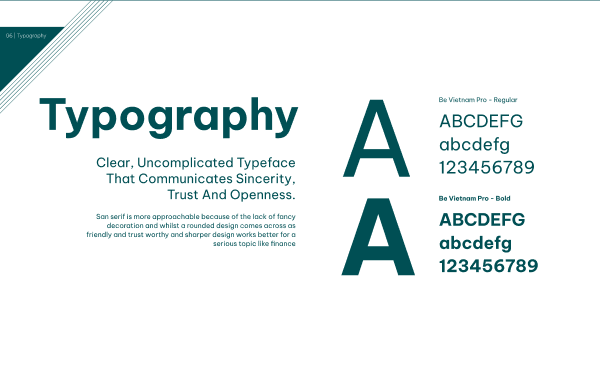 06 | Typography
Typography
Clear, Uncomplicated Typeface
That Communicates Sincerity,
Trust And Openness.
San serif is more approachable because of the lack of fancy
decoration and whilst a rounded design comes across as
friendly and trust worthy and sharper design works better for a
serious topic like finance
A
Be Vietnam Pro - Regular
ABCDEFG
abcdefg
123456789
A
Be Vietnam Pro - Bold
ABCDEFG
abcdefg
123456789